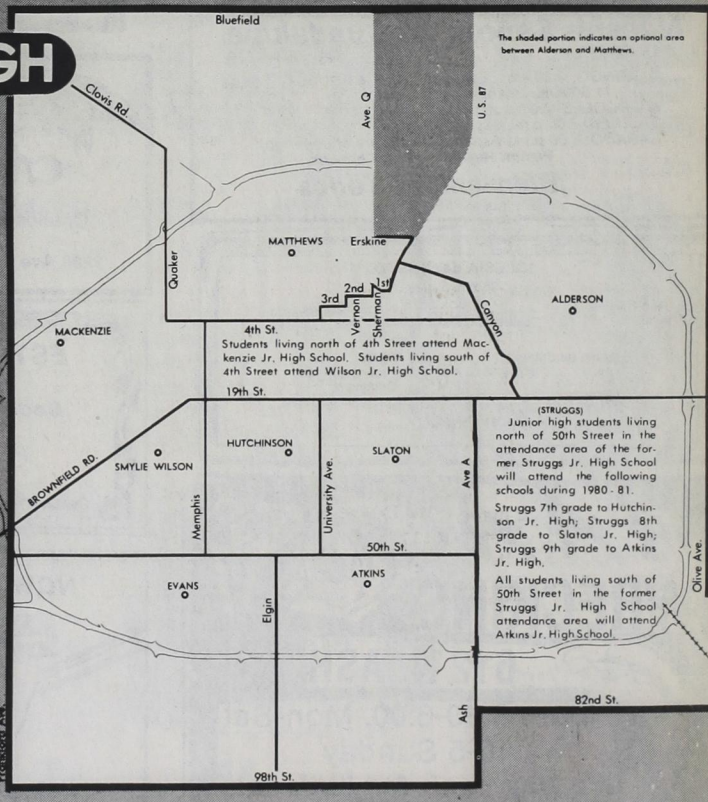 Bluefield
The shaded portion indicates an optional area
between Alderson and Matthews.
GH
Clovis Rd.
Ave. Q
U.S. 87
Quaker
MATTHEWS
Erskine
1st
2nd
3rd
Vernon
Sherman
Canyon
ALDERSON
MACKENZIE
4th St.
Students living north of 4th Street attend Mac-
kenzie Jr. High School. Students living south of
4th Street attend Wilson Jr. High School.
19th St.
BROWNFIELD RD.
SMYLIE WILSON
Memphis
HUTCHINSON
University Ave.
SLATON
Ave A
50th St.
(STRUGGS)
Junior high students living
north of 50th Street in the
attendance area of the for-
mer Struggs Jr. High School
will attend the following
schools during 1980-81.
Struggs 7th grade to Hutchin-
son Jr. High; Struggs 8th
grade to Slaton Jr. High;
Struggs 9th grade to Atkins
Jr. High.
All students living south of
50th Street in the former
Struggs Jr. High School
attendance area will attend
Atkins Jr. High School.
Olive Ave.
EVANS
Elgin
ATKINS
Ash
82nd St.
98th St.
Frankford Ave.